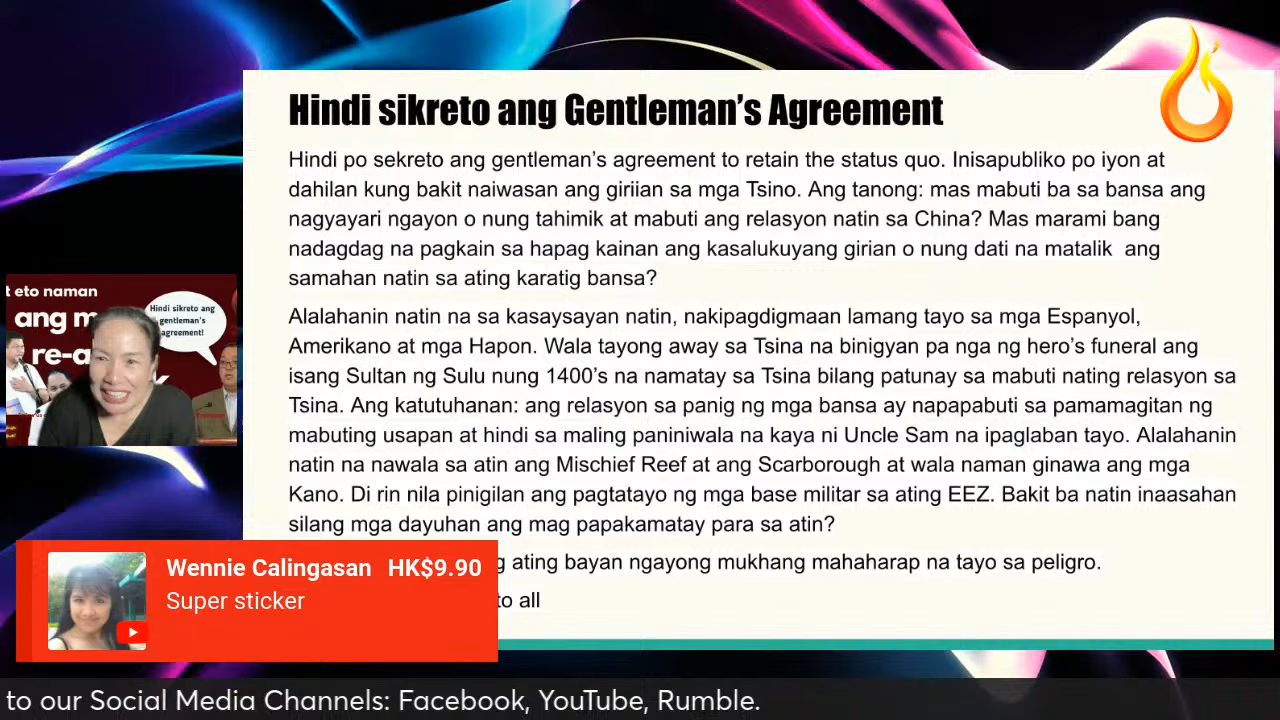 Hindi sikreto ang Gentleman's Agreement
Hindi po sekreto ang gentleman's agreement to retain the status quo. Inisapubliko po iyon at
dahilan kung bakit naiwasan ang giriian sa mga Tsino. Ang tanong: mas mabuti ba sa bansa ang
nagyayari ngayon o nung tahimik at mabuti ang relasyon natin sa China? Mas marami bang
nadagdag na pagkain sa hapag kainan ang kasalukuyang girian o nung dati na matalik ang
samahan natin sa ating karatig bansa?
Alalahanin natin na sa kasaysayan natin, nakipagdigmaan lamang tayo sa mga Espanyol,
Amerikano at mga Hapon. Wala tayong away sa Tsina na binigyan pa nga ng hero's funeral ang
isang Sultan ng Sulu nung 1400's na namatay sa Tsina bilang patunay sa mabuti nating relasyon sa
Tsina. Ang katutuhanan: ang relasyon sa panig ng mga bansa ay napapabuti sa pamamagitan ng
mabuting usapan at hindi sa maling paniniwala na kaya ni Uncle Sam na ipaglaban tayo. Alalahanin
natin na nawala sa atin ang Mischief Reef at ang Scarborough at wala naman ginawa ang mga
Kano. Di rin nila pinigilan ang pagtatayo ng mga base militar sa ating EEZ. Bakit ba natin inaasahan
silang mga dayuhan ang mag papakamatay para sa atin?
ating bayan ngayong mukhang mahaharap na tayo sa peligro.
to all
t eto naman
ang m
re-a
Hindi sikreto ang
gentleman's
agreement!
Wennie Calingasan HK$9.90
Super sticker
to our Social Media Channels: Facebook, YouTube, Rumble.